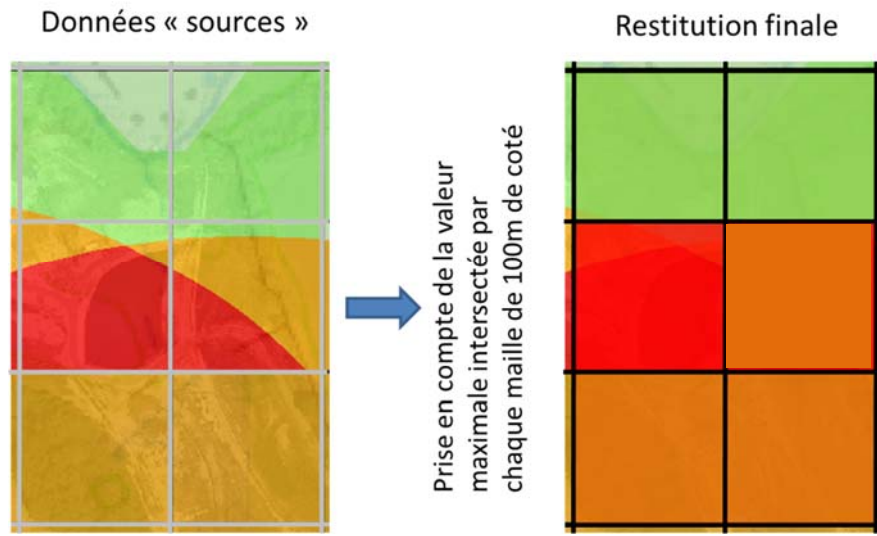 Données « sources »
Restitution finale
Prise en compte de la valeur
maximale intersectée par
chaque maille de 100m de coté